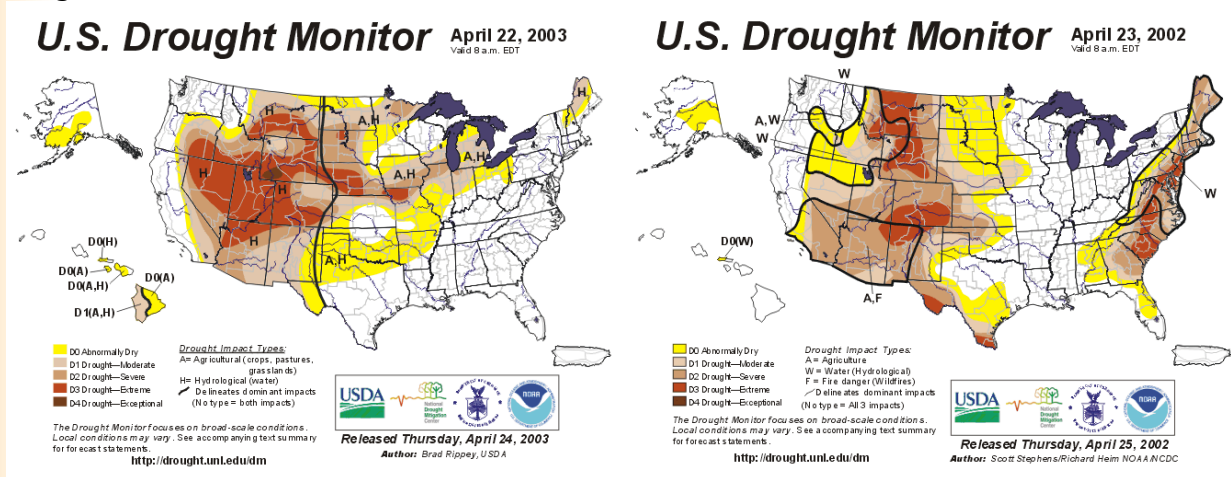 U.S. Drought Monitor
April 22, 2003
Valid 8 a.m. EDT
H
A,H
H
A,H
A,H
H
H
A,H
D0(H)
D0(A)
D0(A)
D0(A,H)
D1(A,H)
D0 Abnormally Dry
D1 Drought—Moderate
D2 Drought—Severe
D3 Drought—Extreme
D4 Drought—Exceptional
Drought Impact Types:
A= Agricultural (crops, pastures,
grasslands)
H= Hydrological (water)
Delineates dominant impacts
(No type = both impacts)
USDA
National
Drought
Mitigation
Center
NOAA
The Drought Monitor focuses on broad-scale conditions.
Local conditions may vary. See accompanying text summary
for forecast statements.
http://drought.unl.edu/dm
Released Thursday, April 24, 2003
Author: Brad Rippey, USDA
U.S. Drought Monitor
April 23, 2002
Valid 8 a.m. EDT
W
A,W
W
W
D0(W)
A,F
D0 Abnormally Dry
D1 Drought—Moderate
D2 Drought—Severe
D3 Drought—Extreme
D4 Drought—Exceptional
Drought Impact Types:
A = Agriculture
W = Water (Hydrological)
F = Fire danger (Wildfires)
Delineates dominant impacts
(No type = All 3 impacts)
USDA
National
Drought
Mitigation
Center
NOAA
The Drought Monitor focuses on broad-scale conditions.
Local conditions may vary. See accompanying text summary
for forecast statements.
http://drought.unl.edu/dm
Released Thursday, April 25, 2002
Author: Scott Stephens/Richard Heim NOAA/NCDC